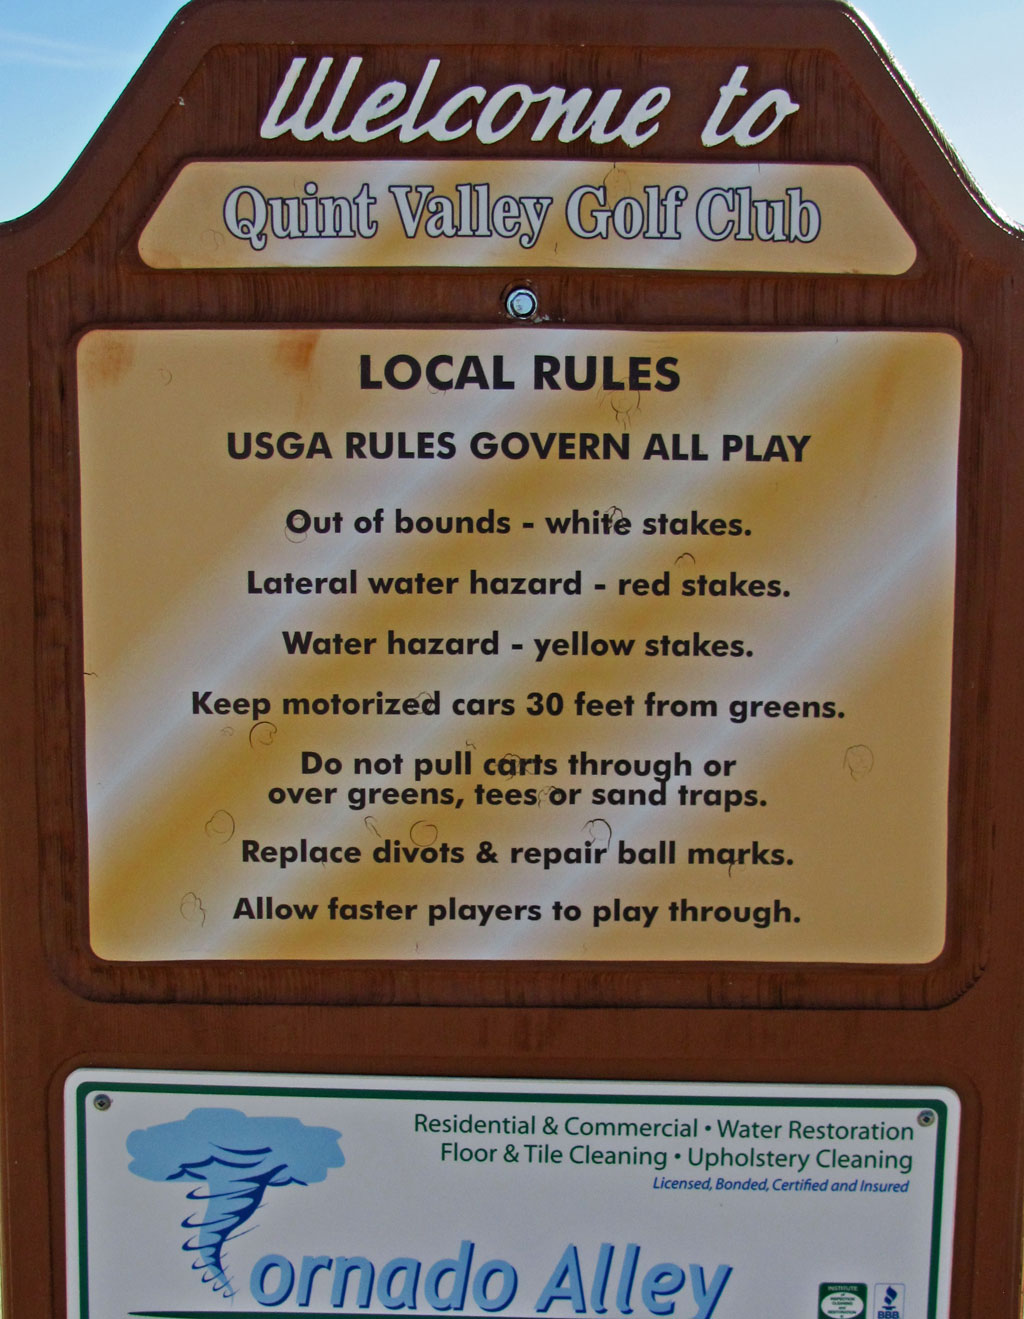 Welcome to
Quint Valley Golf Club
LOCAL RULES
USGA RULES GOVERN ALL PLAY
Out of bounds - white stakes.
Lateral water hazard - red stakes.
Water hazard - yellow stakes.
Keep motorized cars 30 feet from greens.
Do not pull carts through or
over greens, tees or sand traps.
Replace divots & repair ball marks.
Allow faster players to play through.
Residential & Commercial • Water Restoration
Floor & Tile Cleaning • Upholstery Cleaning
Licensed, Bonded, Certified and Insured
Tornado Alley
INSTITUTE
BBB